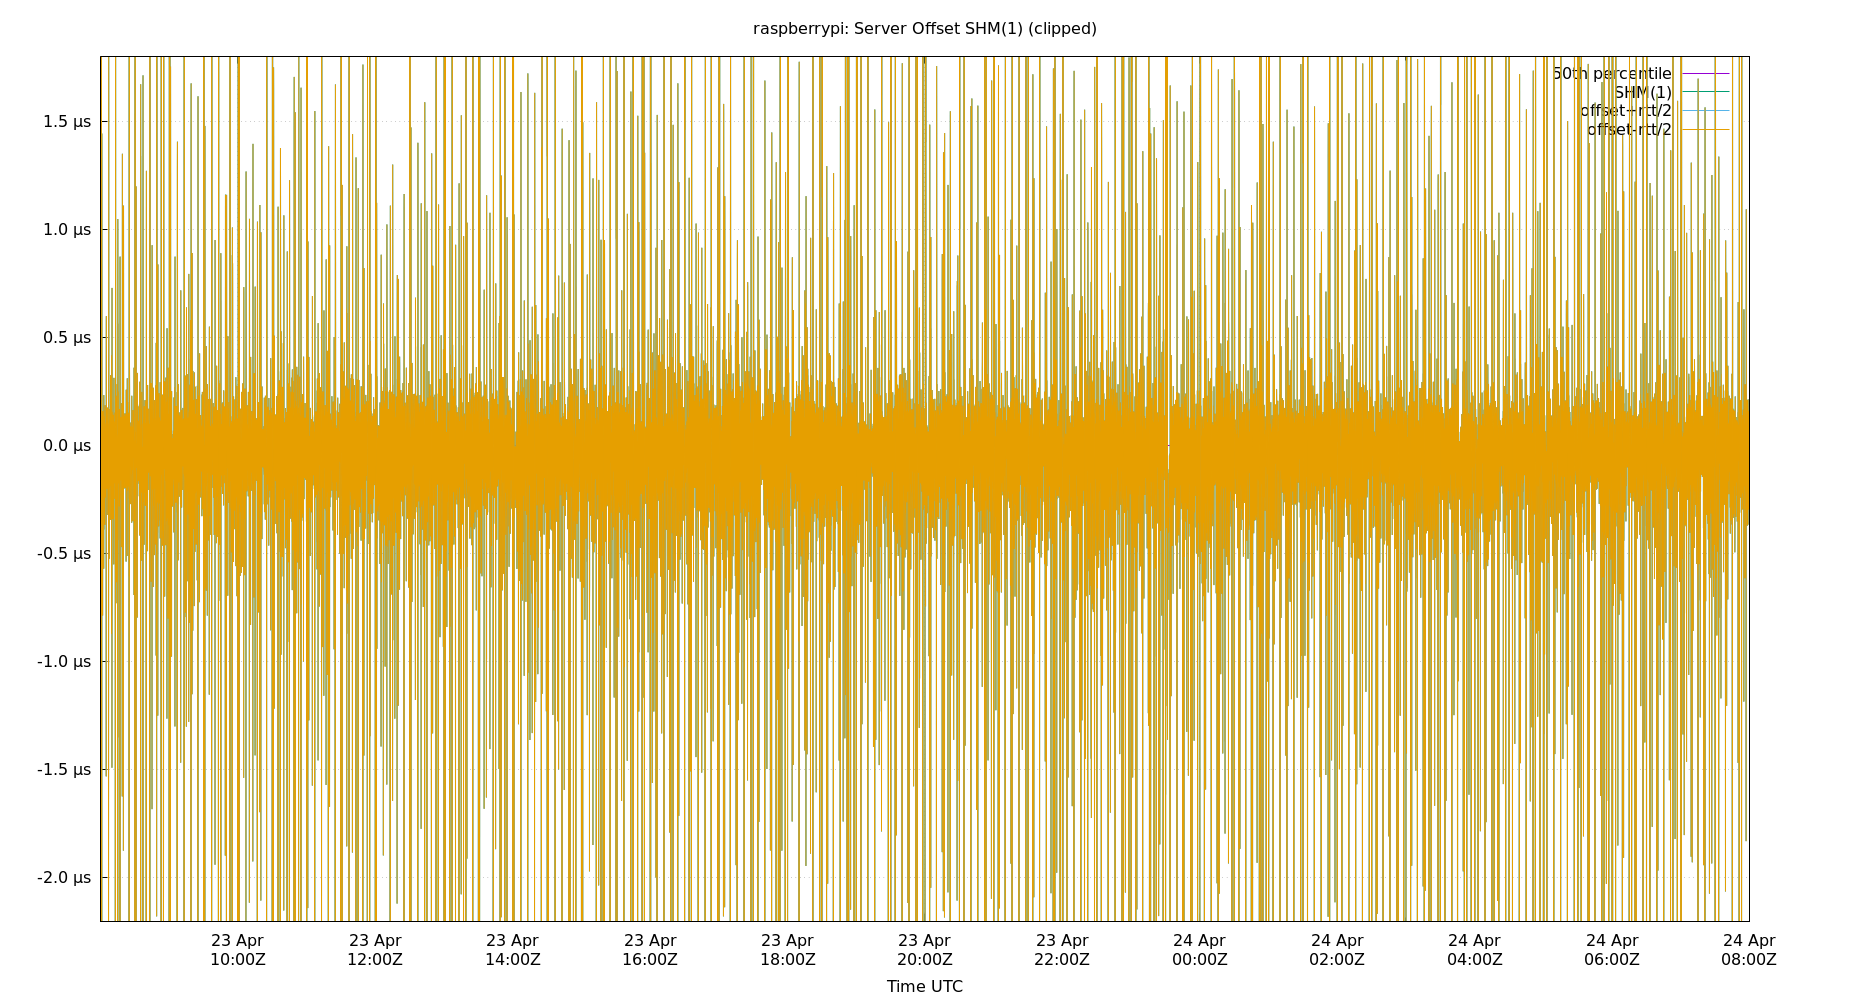 raspberrypi: Server Offset SHM(1) (clipped)
50th percentile
SHM(1)
offset+rtt/2
offset-rtt/2
1.5 µs
1.0 µs
0.5 µs
0.0 µs
-0.5 µs
-1.0 µs
-1.5 µs
-2.0 µs
23 Apr 23 Apr 23 Apr 23 Apr 23 Apr 23 Apr 23 Apr 24 Apr 24 Apr 24 Apr 24 Apr 24 Apr
10:00Z 12:00Z 14:00Z 16:00Z 18:00Z 20:00Z 22:00Z 00:00Z 02:00Z 04:00Z 06:00Z 08:00Z
Time UTC